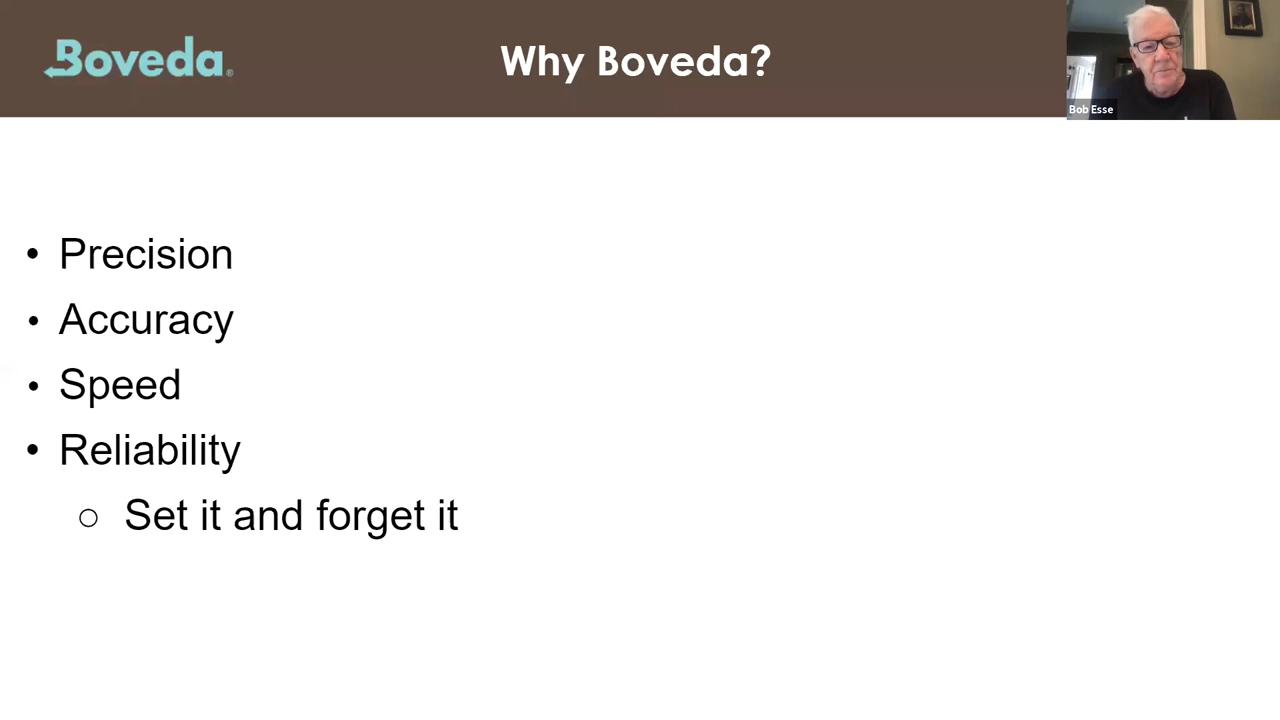 Boveda®
Why Boveda?
Bob Esse
• Precision
• Accuracy
• Speed
• Reliability
○ Set it and forget it